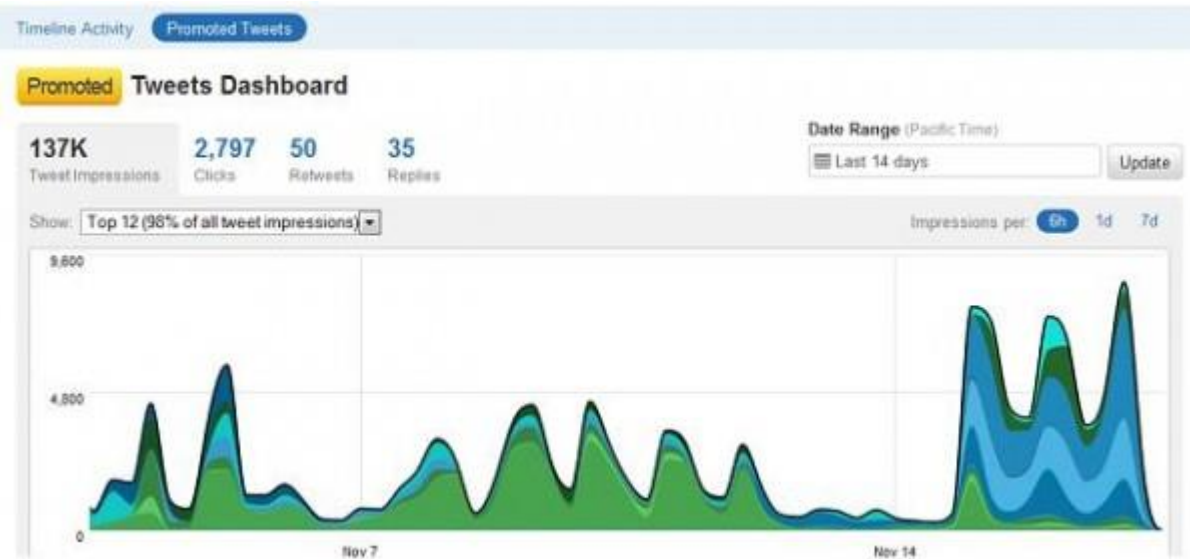 Timeline Activity Promoted Tweets
Promoted Tweets Dashboard
137K 2,797 50 35
Tweet Impressions Clicks Retweets Replies
Date Range (Pacific Time)
Last 14 days Update
Show: Top 12 (98% of all tweet impressions) Impressions per: 6h 1d 7d
9,600
4,800
0
Nov 7 Nov 14